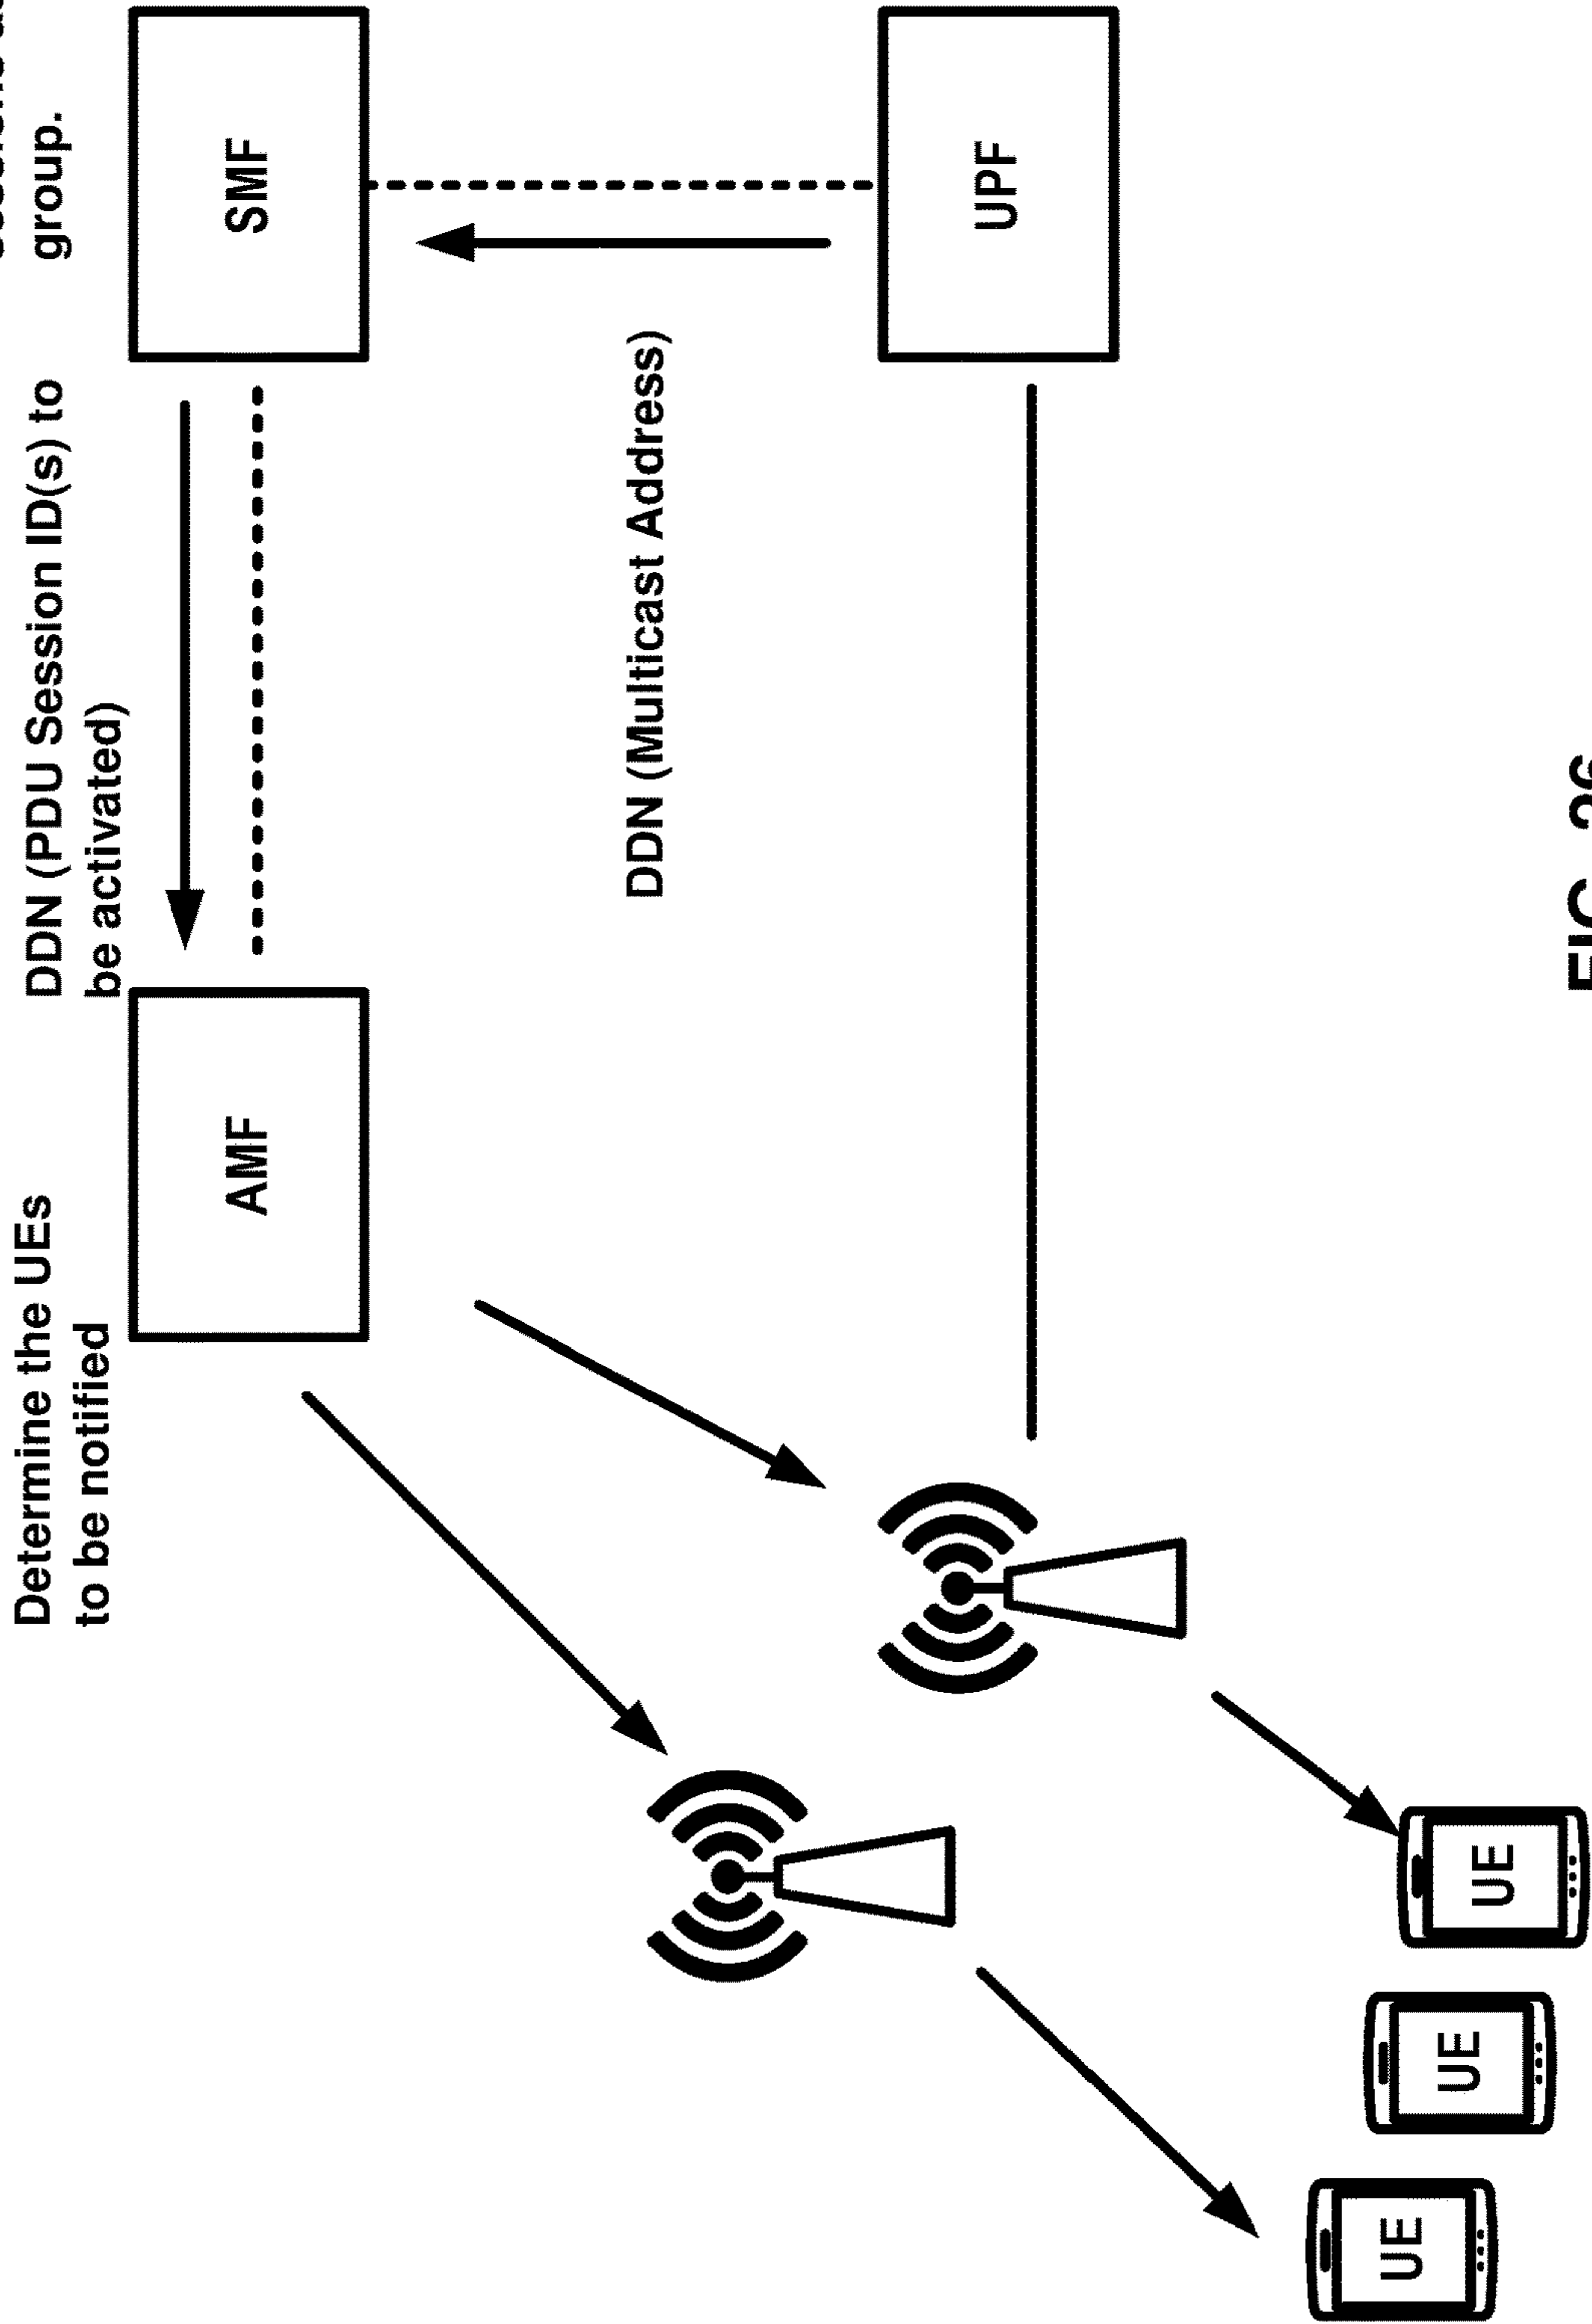 group.
DDN (PDU Session ID(s) to
be activated)
Determine the UEs
to be notified
SMF
AMF
DDN (Multicast Address)
UPF
UE
UE
UE